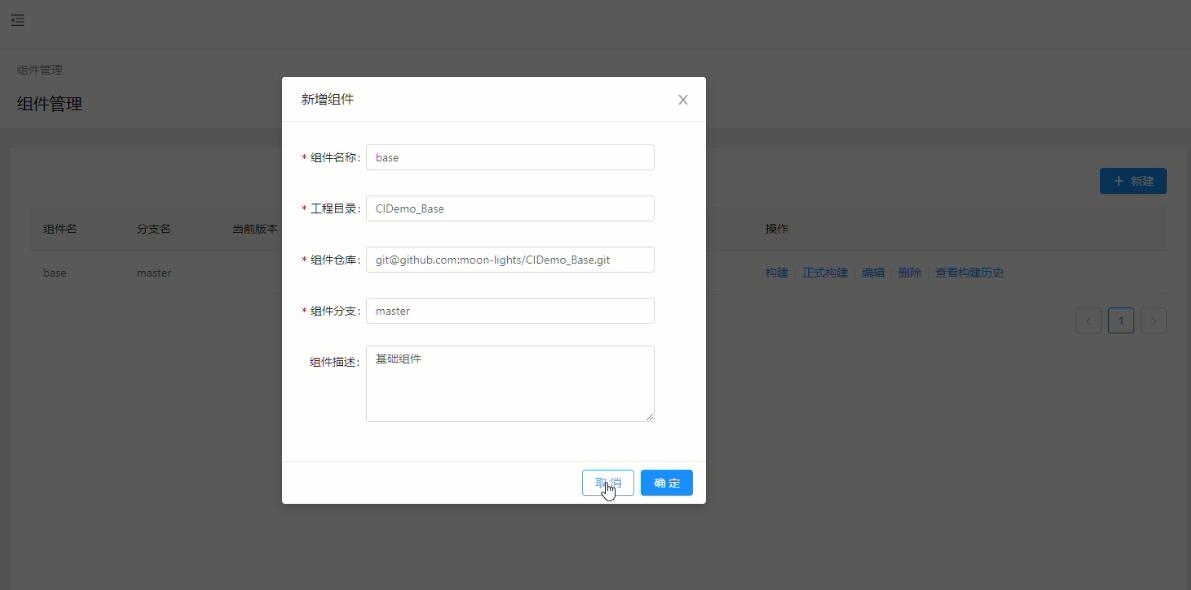 组件管理
组件管理
+ 新建
组件名 分支名 当前版本 操作
base master 构建 正式构建 编辑 删除 查看构建历史
1
新增组件
* 组件名称: base
* 工程目录: CIDemo_Base
* 组件仓库: git@github.com:moon-lights/CIDemo_Base.git
* 组件分支: master
组件描述: 基础组件
取消 确定